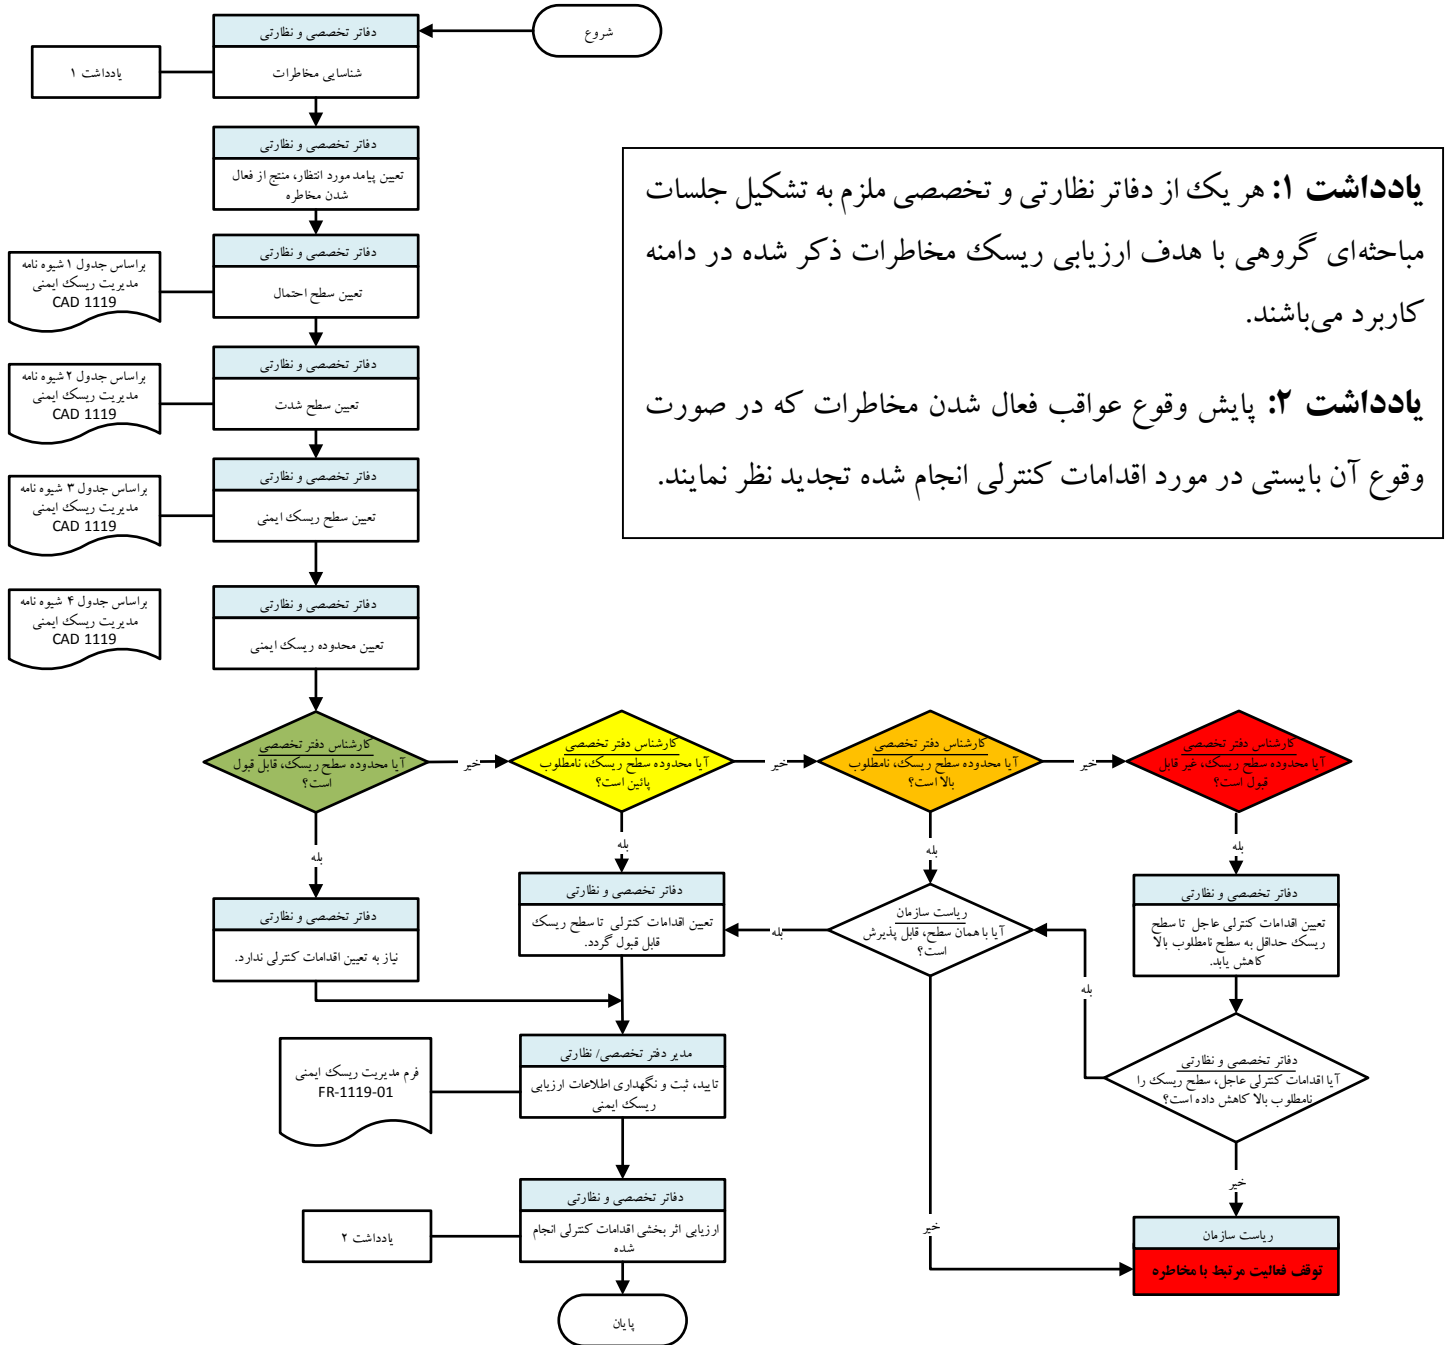 شروع
دفاتر تخصصی و نظارتی
شناسایی مخاطرات
یادداشت ۱
دفاتر تخصصی و نظارتی
تعیین پیامد مورد انتظار، منتج از فعال
شدن مخاطره
یادداشت ۱: هر یک از دفاتر نظارتی و تخصصی ملزم به تشکیل جلسات
مباحثه‌ای گروهی با هدف ارزیابی ریسک مخاطرات ذکر شده در دامنه
کاربرد می‌باشند.
یادداشت ۲: پایش وقوع عواقب فعال شدن مخاطرات که در صورت
وقوع آن بایستی در مورد اقدامات کنترلی انجام شده تجدید نظر نمایند.
دفاتر تخصصی و نظارتی
تعیین سطح احتمال
براساس جدول ۱ شیوه نامه
مدیریت ریسک ایمنی
CAD 1119
دفاتر تخصصی و نظارتی
تعیین سطح شدت
براساس جدول ۲ شیوه نامه
مدیریت ریسک ایمنی
CAD 1119
دفاتر تخصصی و نظارتی
تعیین سطح ریسک ایمنی
براساس جدول ۳ شیوه نامه
مدیریت ریسک ایمنی
CAD 1119
دفاتر تخصصی و نظارتی
تعیین محدوده ریسک ایمنی
براساس جدول ۴ شیوه نامه
مدیریت ریسک ایمنی
CAD 1119
کارشناس دفتر تخصصی
آیا محدوده سطح ریسک، قابل قبول
است؟
خیر
کارشناس دفتر تخصصی
آیا محدوده سطح ریسک، نامطلوب
پائین است؟
خیر
کارشناس دفتر تخصصی
آیا محدوده سطح ریسک، نامطلوب
بالا است؟
خیر
کارشناس دفتر تخصصی
آیا محدوده سطح ریسک، غیر قابل
قبول است؟
بله
بله
بله
بله
دفاتر تخصصی و نظارتی
نیاز به تعیین اقدامات کنترلی ندارد.
دفاتر تخصصی و نظارتی
تعیین اقدامات کنترلی تا سطح ریسک
قابل قبول گردد.
بله
ریاست سازمان
آیا با همان سطح، قابل پذیرش
است؟
بله
دفاتر تخصصی و نظارتی
تعیین اقدامات کنترلی عاجل تا سطح
ریسک حداقل به سطح نامطلوب بالا
کاهش یابد.
دفاتر تخصصی و نظارتی
آیا اقدامات کنترلی عاجل، سطح ریسک را
نامطلوب بالا کاهش داده است؟
مدیر دفتر تخصصی/ نظارتی
تایید، ثبت و نگهداری اطلاعات ارزیابی
ریسک ایمنی
فرم مدیریت ریسک ایمنی
FR-1119-01
دفاتر تخصصی و نظارتی
ارزیابی اثر بخشی اقدامات کنترلی انجام
شده
یادداشت ۲
خیر
خیر
ریاست سازمان
توقف فعالیت مرتبط با مخاطره
پایان